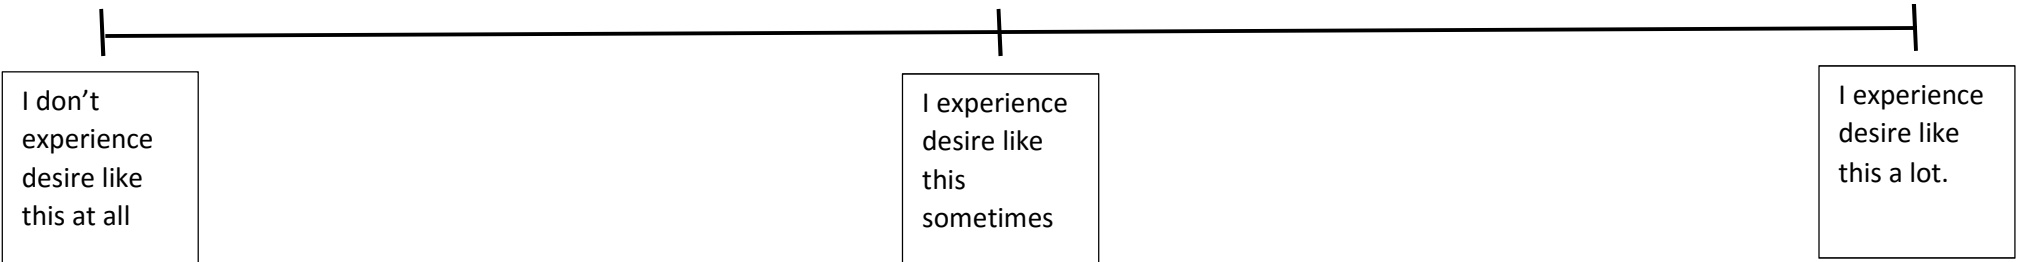 I don’t
experience
desire like
this at all
I experience
desire like
this
sometimes
I experience
desire like
this a lot.